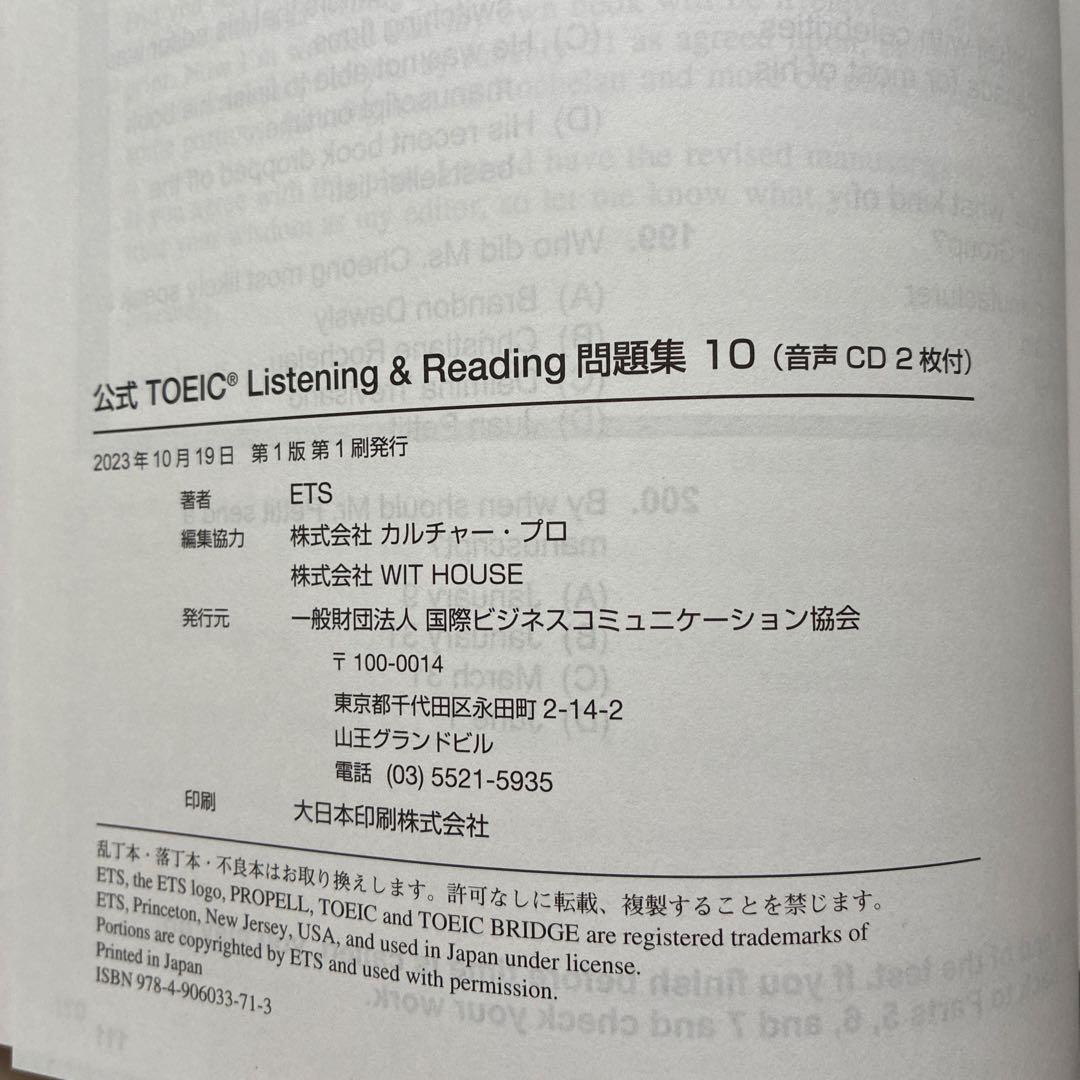 公式 TOEIC® Listening & Reading 問題集 10（音声 CD 2 枚付）
2023年10月19日 第1版 第1刷発行
著者 ETS
編集協力 株式会社 カルチャー・プロ
株式会社 WIT HOUSE
発行元 一般財団法人 国際ビジネスコミュニケーション協会
〒 100-0014
東京都千代田区永田町 2-14-2
山王グランドビル
電話 (03) 5521-5935
印刷 大日本印刷株式会社
乱丁本・落丁本・不良本はお取り換えします。許可なしに転載、複製することを禁じます。
ETS, the ETS logo, PROPELL, TOEIC and TOEIC BRIDGE are registered trademarks of
ETS, Princeton, New Jersey, USA, and used in Japan under license.
Portions are copyrighted by ETS and used with permission.
Printed in Japan
ISBN 978-4-906033-71-3